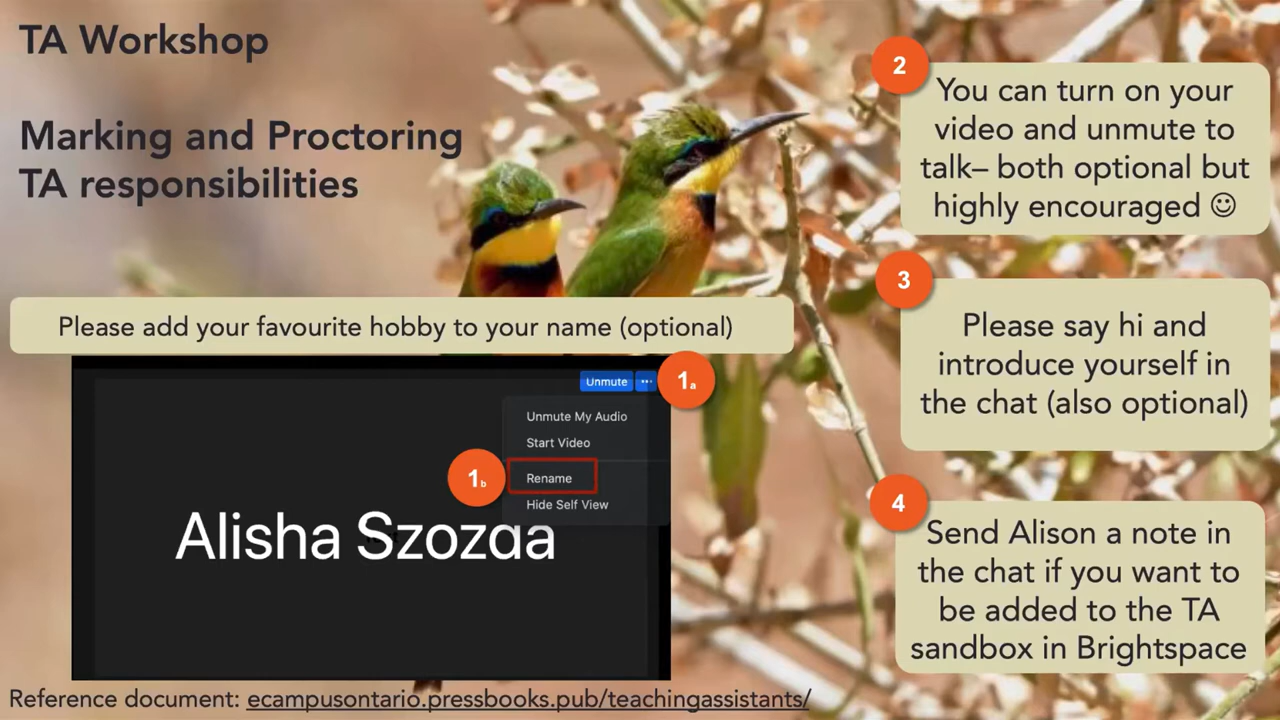 TA Workshop
Marking and Proctoring
TA responsibilities
Please add your favourite hobby to your name (optional)
1a
Unmute
Unmute My Audio
Start Video
1b
Rename
Hide Self View
Alisha Szozda
2
You can turn on your
video and unmute to
talk– both optional but
highly encouraged ☺
3
Please say hi and
introduce yourself in
the chat (also optional)
4
Send Alison a note in
the chat if you want to
be added to the TA
sandbox in Brightspace
Reference document: ecampusontario.pressbooks.pub/teachingassistants/